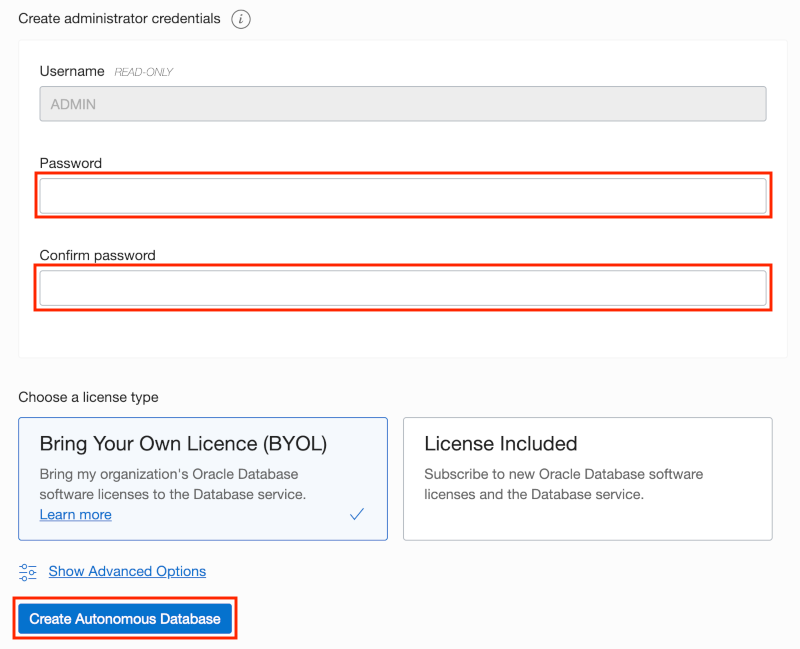 Create administrator credentials i
Username READ-ONLY
ADMIN
Password
Confirm password
Choose a license type
Bring Your Own Licence (BYOL)
Bring my organization's Oracle Database
software licenses to the Database service.
Learn more
License Included
Subscribe to new Oracle Database software
licenses and the Database service.
Show Advanced Options
Create Autonomous Database